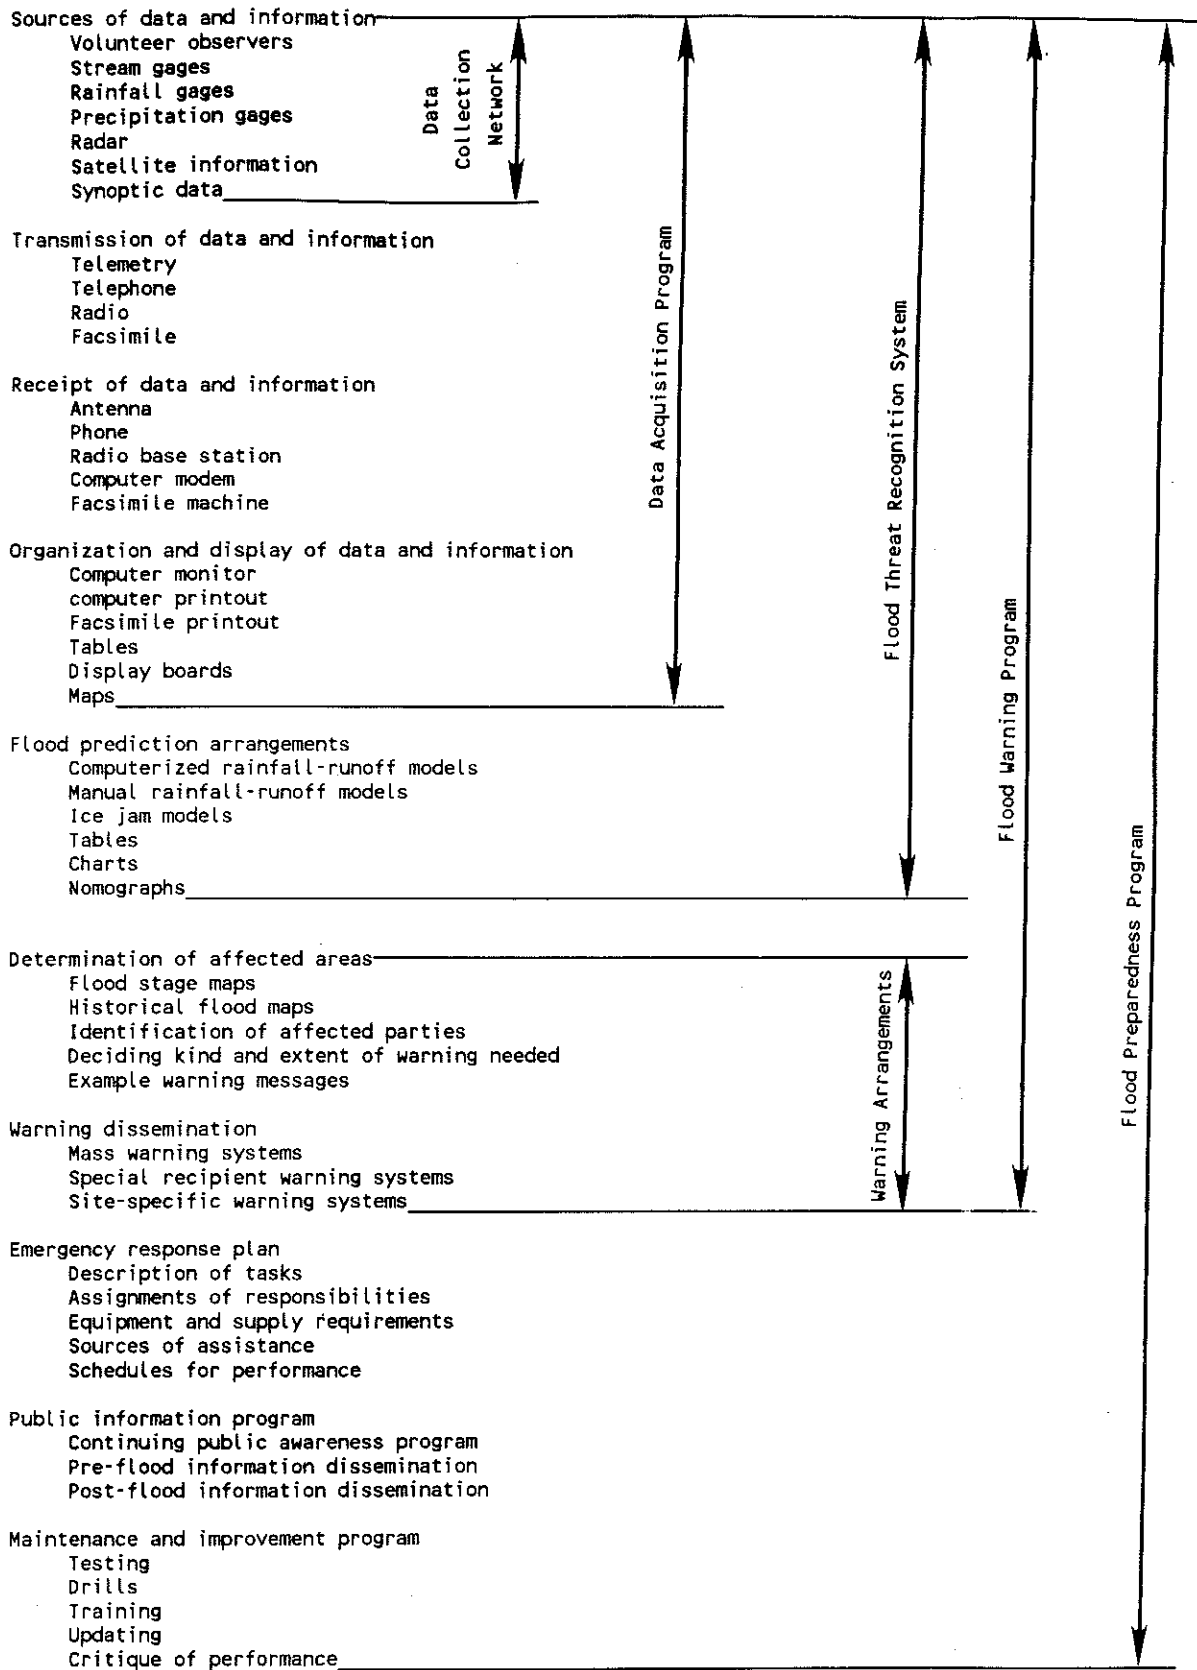 Sources of data and information
Volunteer observers
Stream gages
Rainfall gages
Precipitation gages
Radar
Satellite information
Synoptic data
Data
Collection
Network
Transmission of data and information
Telemetry
Telephone
Radio
Facsimile
Receipt of data and information
Antenna
Phone
Radio base station
Computer modem
Facsimile machine
Organization and display of data and information
Computer monitor
computer printout
Facsimile printout
Tables
Display boards
Maps
Data Acquisition Program
Flood prediction arrangements
Computerized rainfall-runoff models
Manual rainfall-runoff models
Ice jam models
Tables
Charts
Nomographs
Flood Threat Recognition System
Determination of affected areas
Flood stage maps
Historical flood maps
Identification of affected parties
Deciding kind and extent of warning needed
Example warning messages
Warning dissemination
Mass warning systems
Special recipient warning systems
Site-specific warning systems
Warning Arrangements
Flood Warning Program
Emergency response plan
Description of tasks
Assignments of responsibilities
Equipment and supply requirements
Sources of assistance
Schedules for performance
Public information program
Continuing public awareness program
Pre-flood information dissemination
Post-flood information dissemination
Maintenance and improvement program
Testing
Drills
Training
Updating
Critique of performance
Flood Preparedness Program